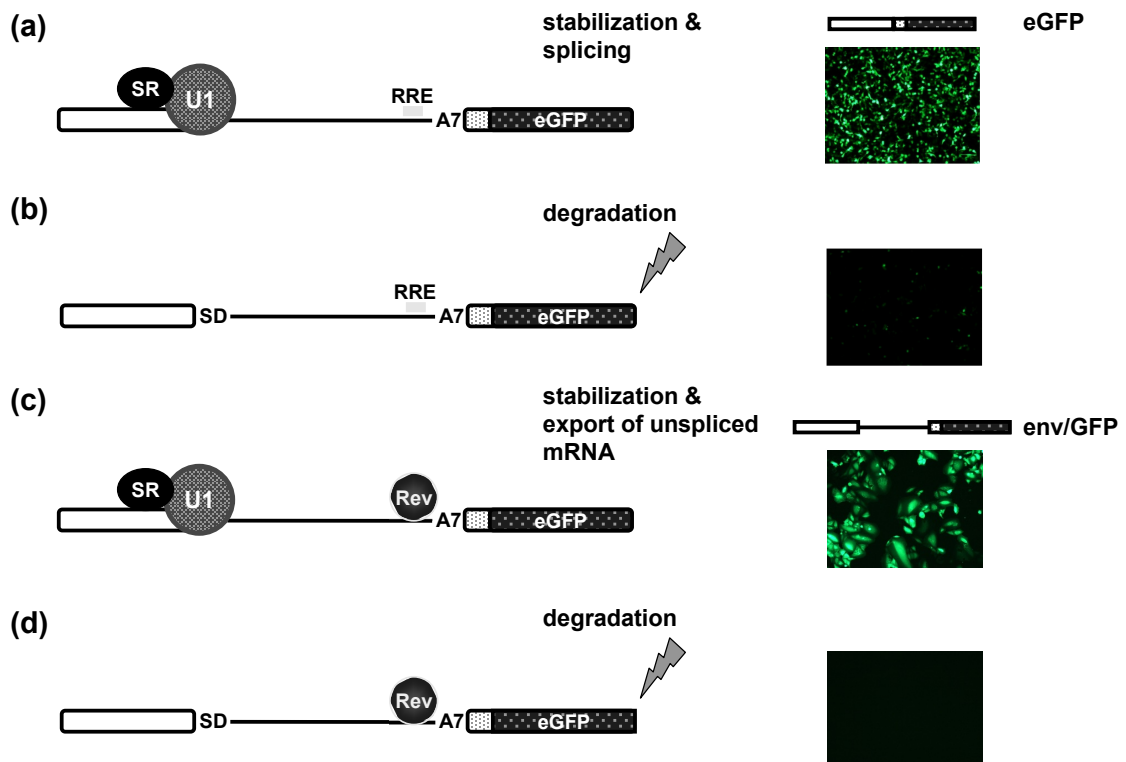 (a)
stabilization &
splicing
eGFP
SR
U1
RRE
A7
eGFP
(b)
degradation
RRE
SD
A7
eGFP
(c)
stabilization &
export of unspliced
mRNA
env/GFP
SR
U1
Rev
A7
eGFP
(d)
degradation
Rev
SD
A7
eGFP